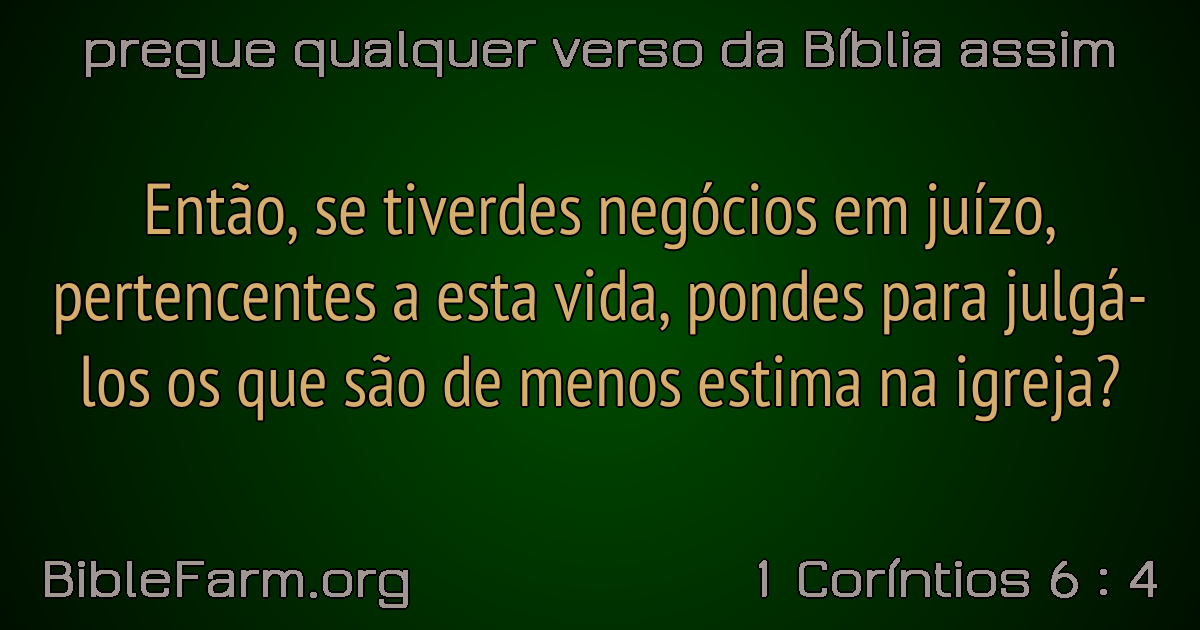 pregue qualquer verso da Bíblia assim
Então, se tiverdes negócios em juízo,
pertencentes a esta vida, pondes para julgá-
los os que são de menos estima na igreja?
BibleFarm.org
1 Coríntios 6 : 4